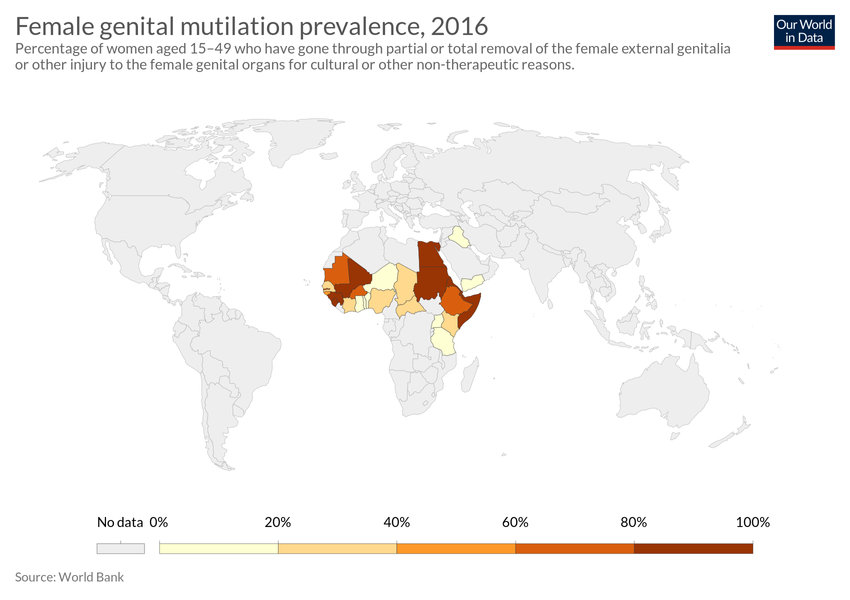 Female genital mutilation prevalence, 2016
Our World
in Data
Percentage of women aged 15–49 who have gone through partial or total removal of the female external genitalia
or other injury to the female genital organs for cultural or other non-therapeutic reasons.
No data 0% 20% 40% 60% 80% 100%
Source: World Bank